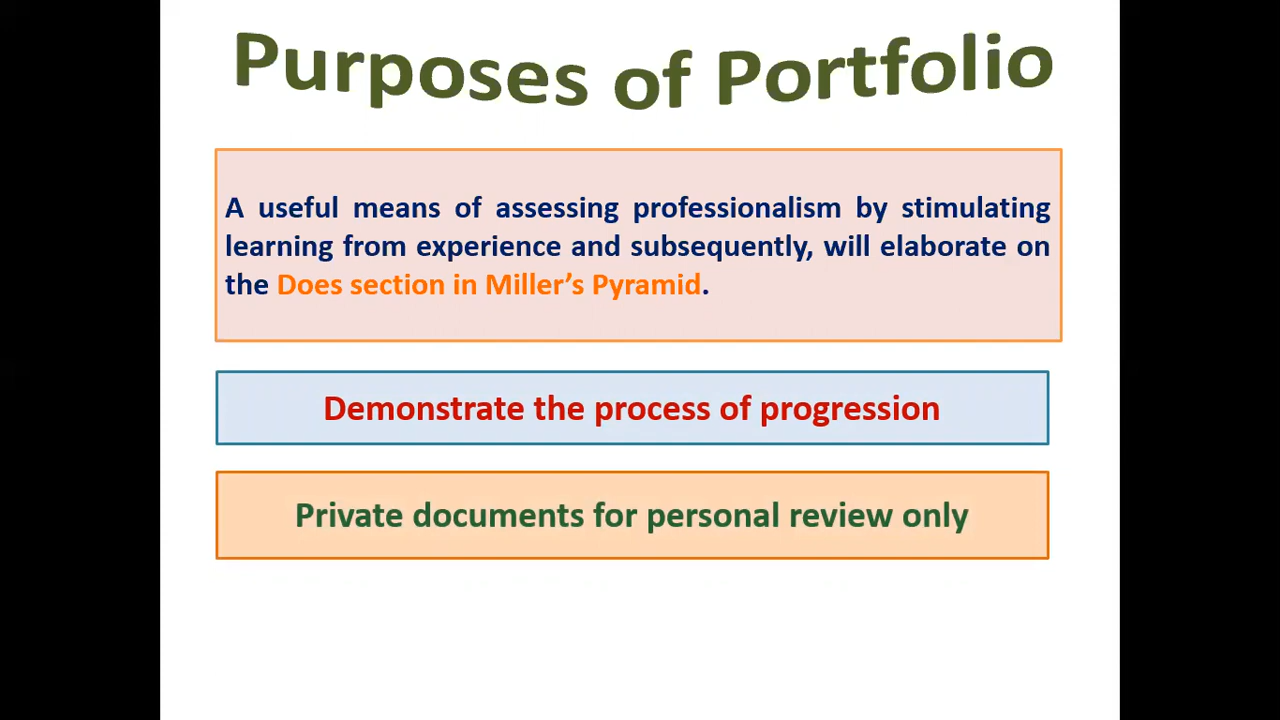 Purposes of Portfolio
A useful means of assessing professionalism by stimulating
learning from experience and subsequently, will elaborate on
the Does section in Miller’s Pyramid.
Demonstrate the process of progression
Private documents for personal review only